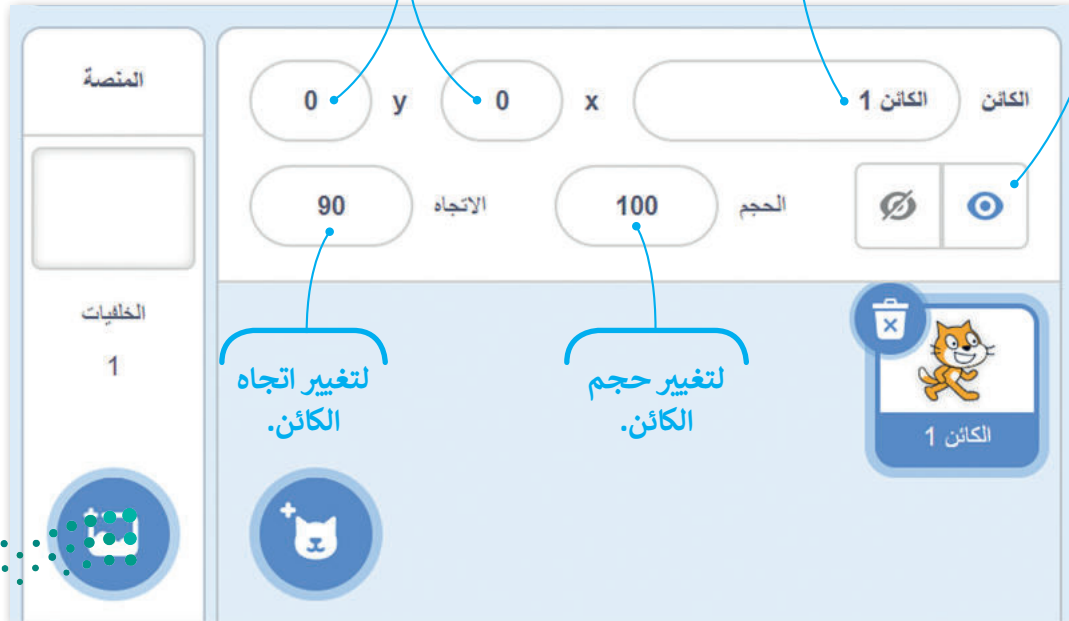 الكائن
الكائن 1
x
0
y
0
الحجم
100
الاتجاه
90
لتغيير حجم
الكائن.
لتغيير اتجاه
الكائن.
الكائن 1
المنصة
الخلفيات
1